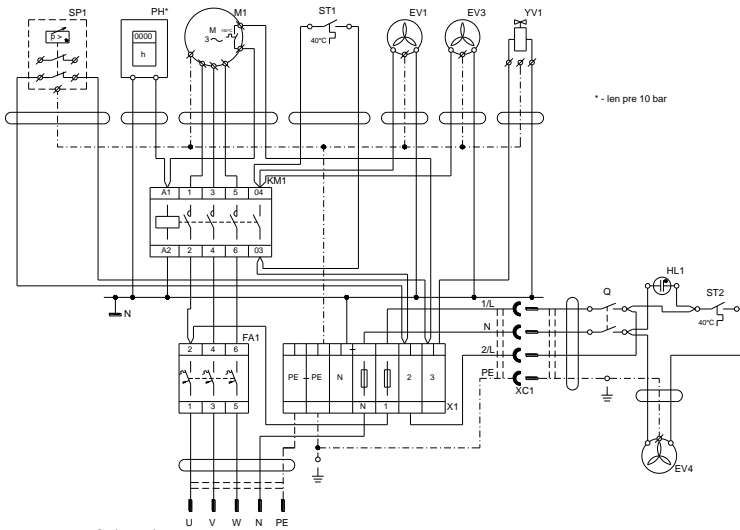 SP1 PH* M1 ST1 EV1 EV3 YV1
p >
0000
h
M
3
40°C
* - len pre 10 bar
KM1
A1 1 3 5 04
A2 2 4 6 03
N
HL1
Q
ST2
40°C
1/L
N
2/L
PE
XC1
FA1
2 4 6
1 3 5
PE PE N 2 3
N 1
X1
EV4
U V W N PE